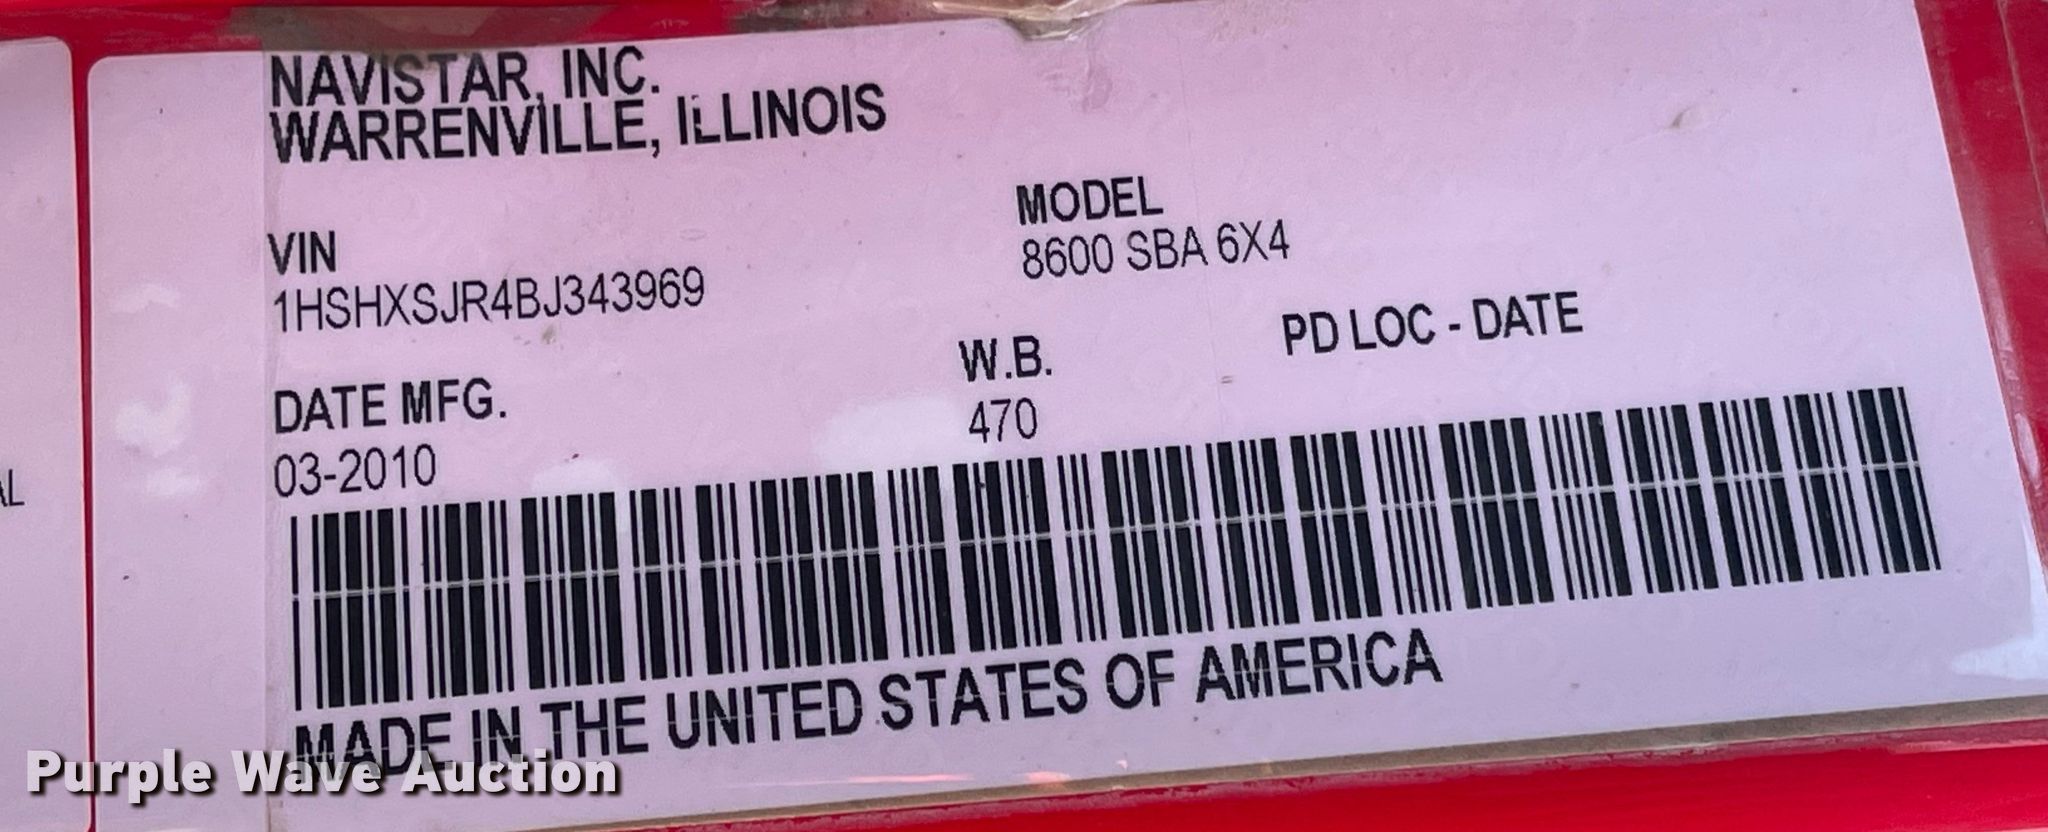 NAVISTAR, INC.
WARRENVILLE, ILLINOIS
VIN
1HSHXSJR4BJ343969
MODEL
8600 SBA 6X4
DATE MFG.
03-2010
W.B.
470
PD LOC - DATE
MADE IN THE UNITED STATES OF AMERICA
AL
Purple Wave Auction